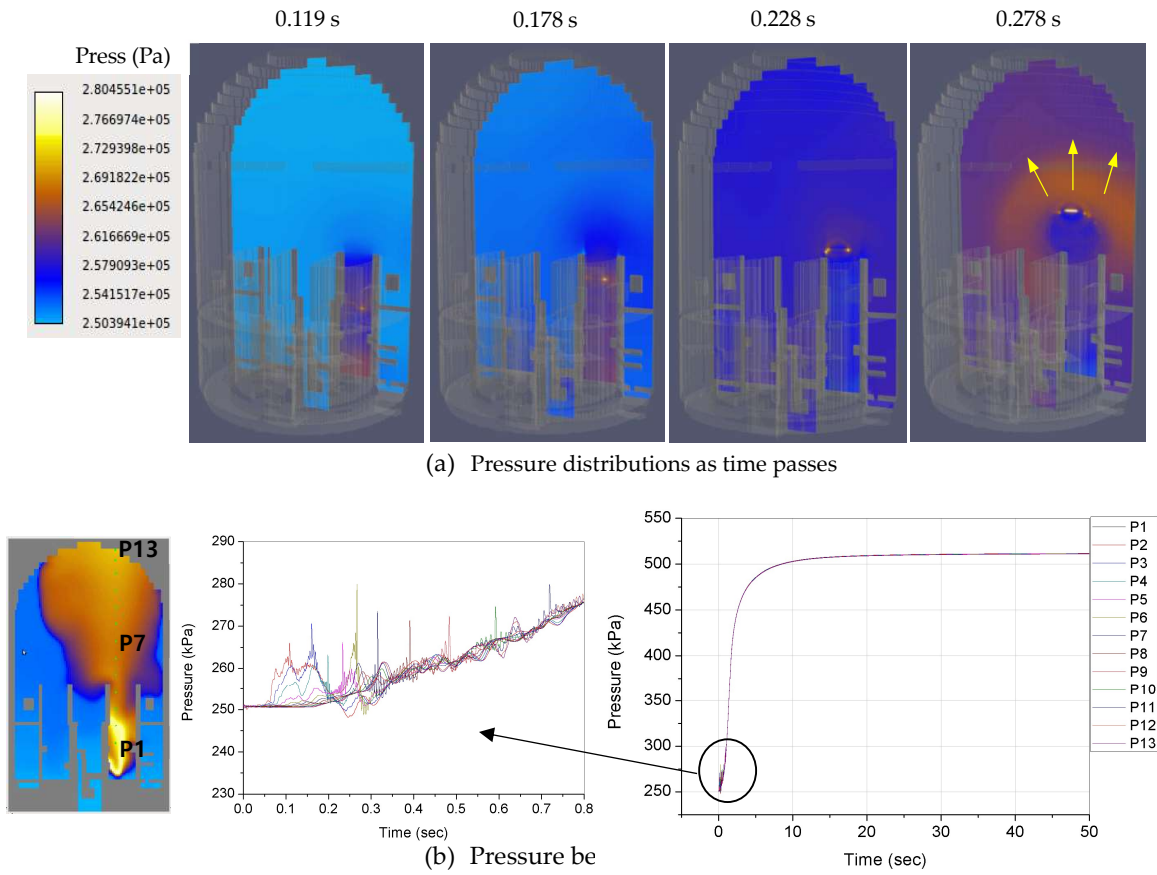 0.119 s 0.178 s 0.228 s 0.278 s
Press (Pa)
2.804551e+05
2.766974e+05
2.729398e+05
2.691822e+05
2.654246e+05
2.616669e+05
2.579093e+05
2.541517e+05
2.503941e+05
(a) Pressure distributions as time passes
P13
P7
P1
290
280
270
260
250
240
230
Pressure (kPa)
0.0 0.1 0.2 0.3 0.4 0.5 0.6 0.7 0.8
Time (sec)
550
500
450
400
350
300
250
Pressure (kPa)
0 10 20 30 40 50
Time (sec)
P1
P2
P3
P4
P5
P6
P7
P8
P9
P10
P11
P12
P13
(b) Pressure be